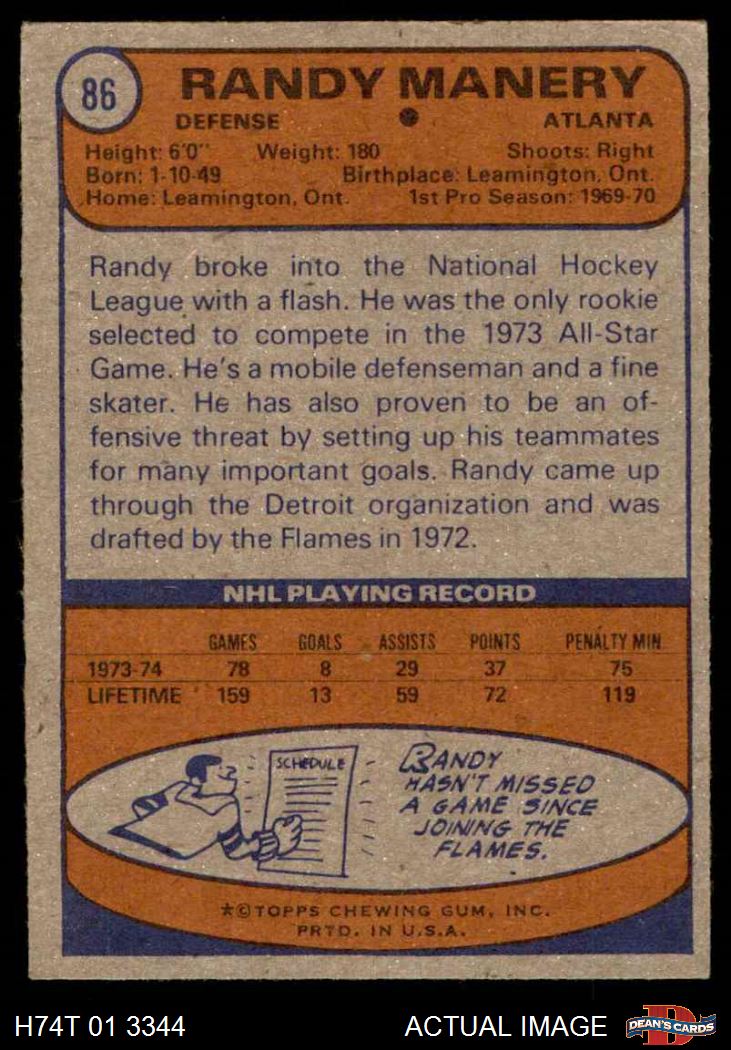 86
RANDY MANERY
DEFENSE ATLANTA
Height: 6'0" Weight: 180 Shoots: Right
Born: 1-10-49 Birthplace: Leamington, Ont.
Home: Leamington, Ont. 1st Pro Season: 1969-70
Randy broke into the National Hockey
League with a flash. He was the only rookie
selected to compete in the 1973 All-Star
Game. He's a mobile defenseman and a fine
skater. He has also proven to be an of-
fensive threat by setting up his teammates
for many important goals. Randy came up
through the Detroit organization and was
drafted by the Flames in 1972.
NHL PLAYING RECORD
GAMES GOALS ASSISTS POINTS PENALTY MIN.
1973-74 78 8 29 37 75
LIFETIME 159 13 59 72 119
SCHEDULE
RANDY
HASN'T MISSED
A GAME SINCE
JOINING THE
FLAMES.
★©TOPPS CHEWING GUM, INC.
PRTD. IN U.S.A.
H74T 01 3344 ACTUAL IMAGE DEAN'S CARDS